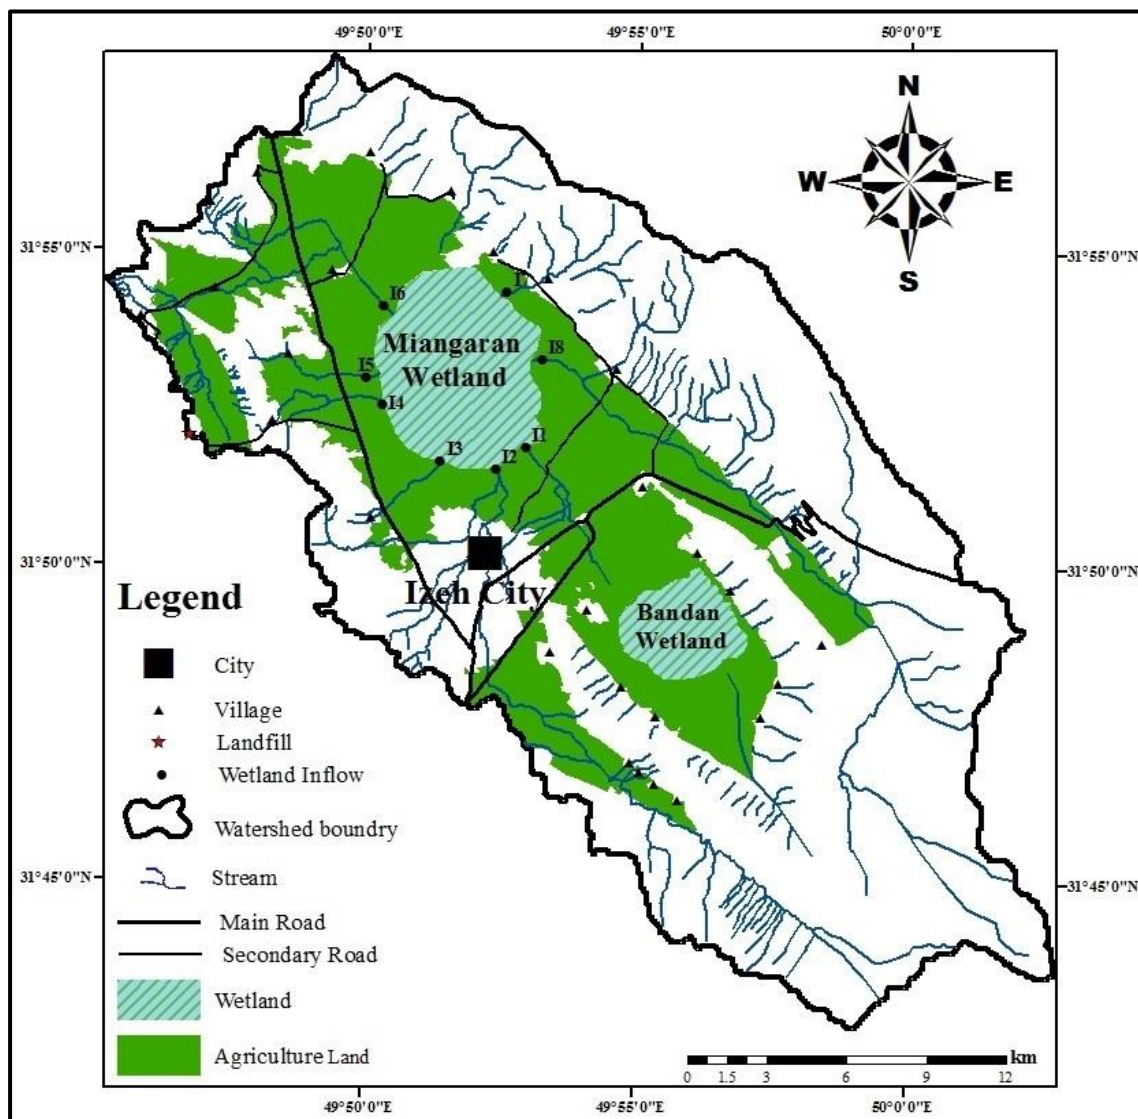 49°50'0"E 49°55'0"E 50°0'0"E
N
W E
S
31°55'0"N 31°55'0"N
I7
I6
Miangaran
Wetland
I8
I5
I4
I3
I1
I2
31°50'0"N 31°50'0"N
Izeh City
Bandan
Wetland
Legend
City
Village
Landfill
Wetland Inflow
Watershed boundry
Stream
Main Road
Secondary Road
Wetland
Agriculture Land
31°45'0"N 31°45'0"N
km
0 1.5 3 6 9 12
49°50'0"E 49°55'0"E 50°0'0"E